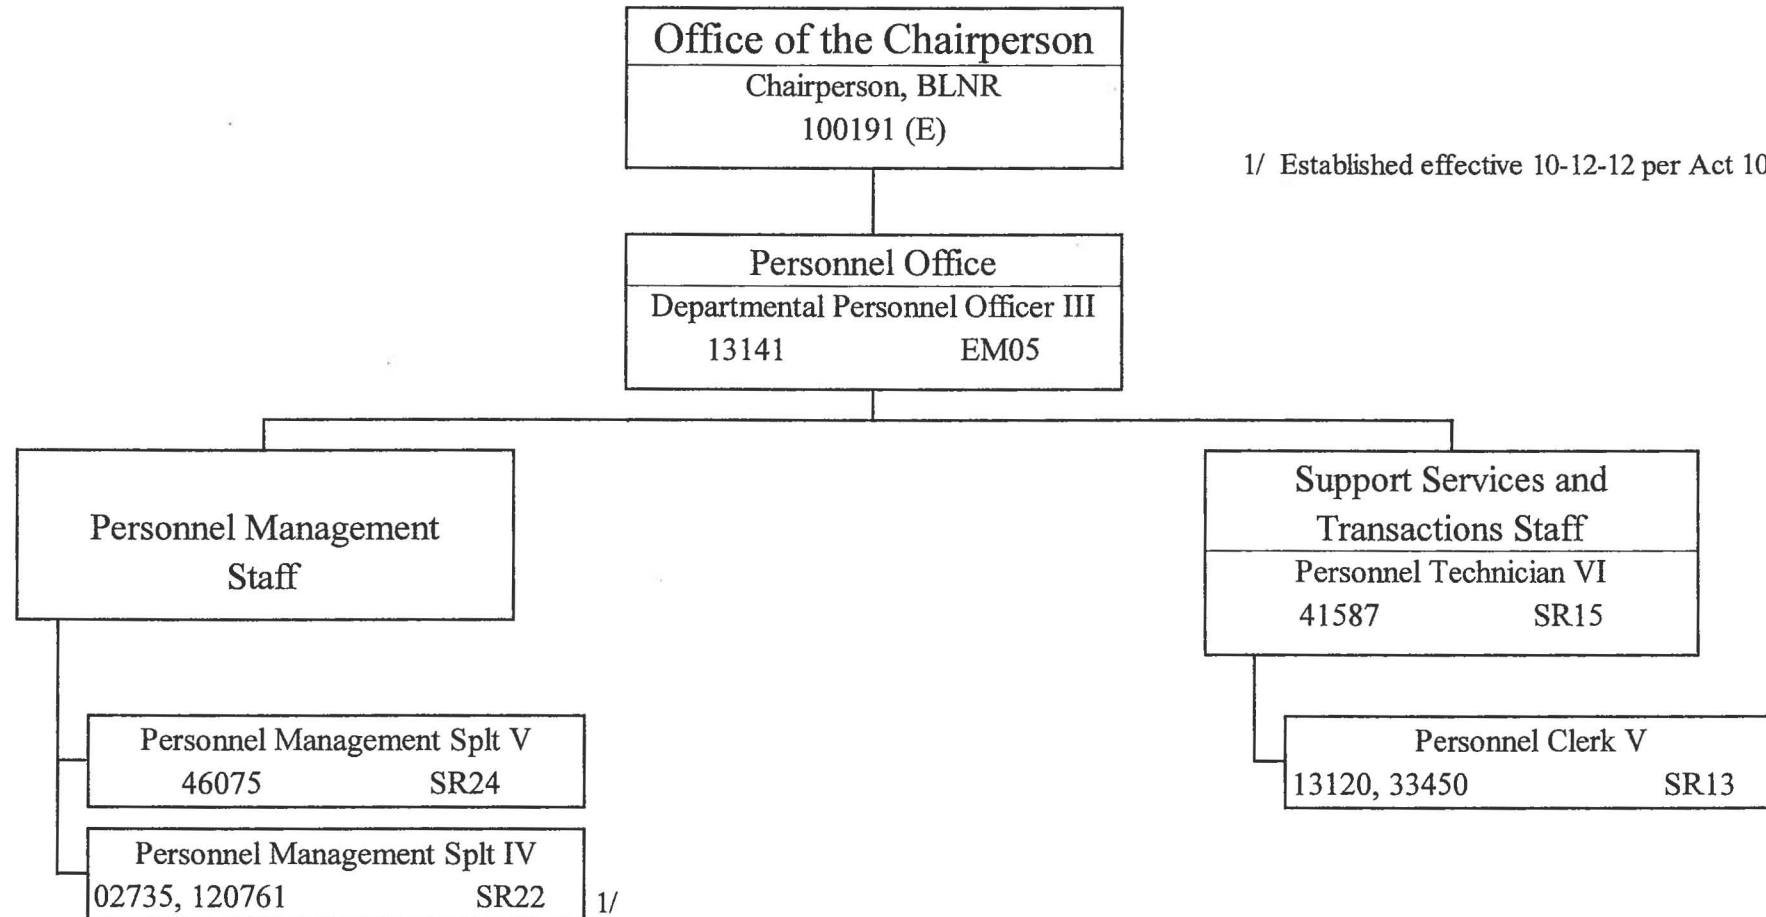 Office of the Chairperson
Chairperson, BLNR
100191 (E)
1/ Established effective 10-12-12 per Act 10
Personnel Office
Departmental Personnel Officer III
13141 EM05
Personnel Management
Staff
Support Services and
Transactions Staff
Personnel Technician VI
41587 SR15
Personnel Management Splt V
46075 SR24
Personnel Clerk V
13120, 33450 SR13
Personnel Management Splt IV
02735, 120761 SR22 1/